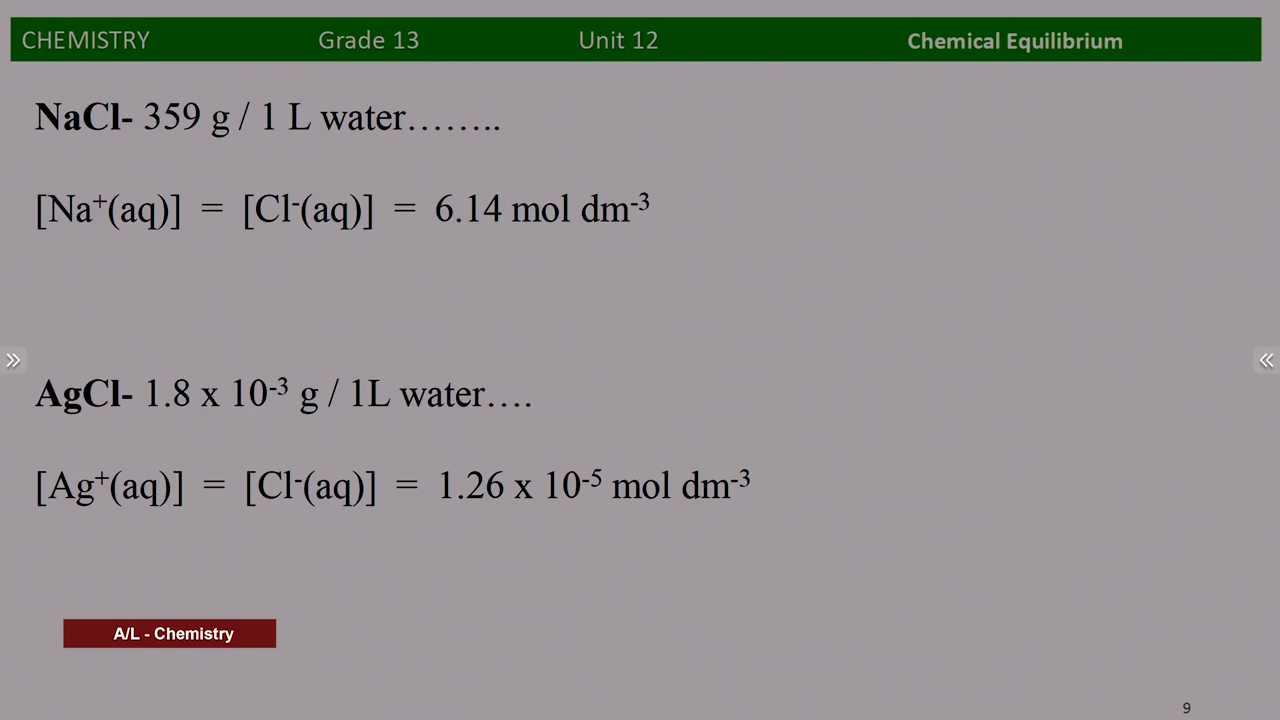 CHEMISTRY Grade 13 Unit 12 Chemical Equilibrium
NaCl- 359 g / 1 L water……..
[Na⁺(aq)] = [Cl⁻(aq)] = 6.14 mol dm⁻³
AgCl- 1.8 x 10⁻³ g / 1L water….
[Ag⁺(aq)] = [Cl⁻(aq)] = 1.26 x 10⁻⁵ mol dm⁻³
A/L - Chemistry
9